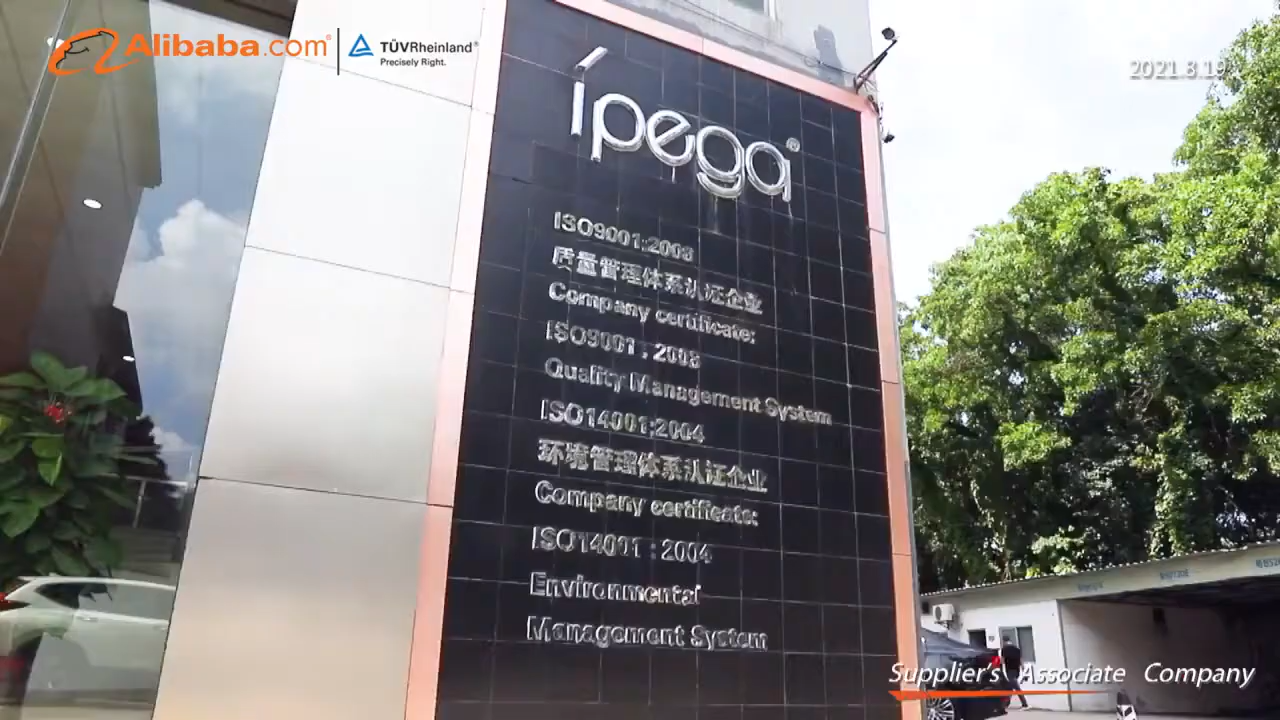 Alibaba.com
TÜVRheinland®
Precisely Right.
2021.8.19
ipega®
ISO9001:2008
质量管理体系认证企业
Company certificate:
ISO9001:2008
Quality Management System
ISO14001:2004
环境管理体系认证企业
Company certificate:
ISO14001:2004
Environmental
Management System
Supplier's Associate Company